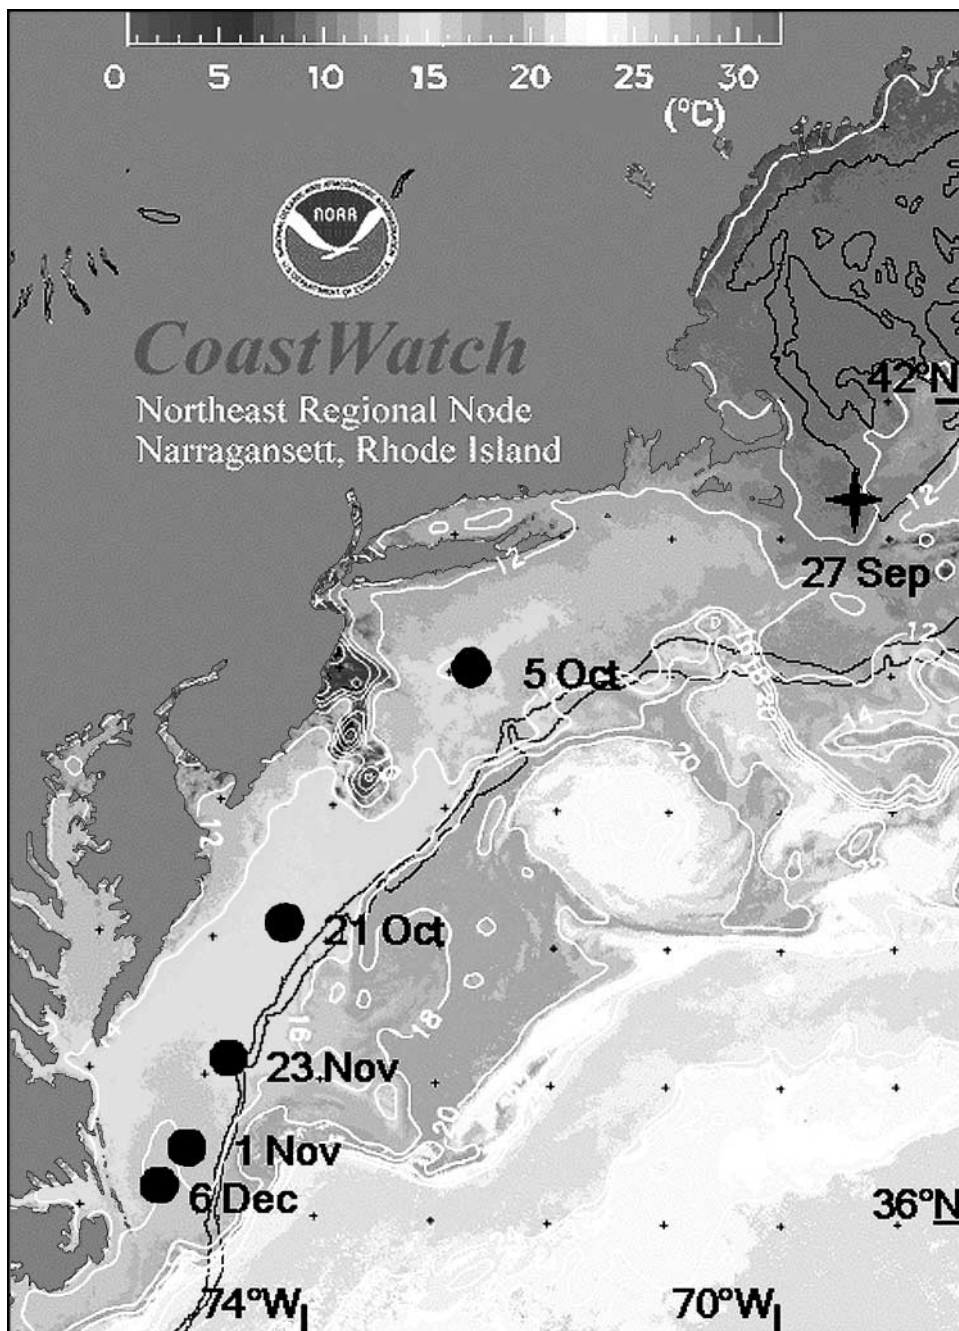 0 5 10 15 20 25 30
(°C)
NOAA
CoastWatch
Northeast Regional Node
Narragansett, Rhode Island
42°N
12
12
27 Sep
12
5 Oct
14
20
12
21 Oct
16
18
23 Nov
20
1 Nov
6 Dec
36°N
74°W
70°W